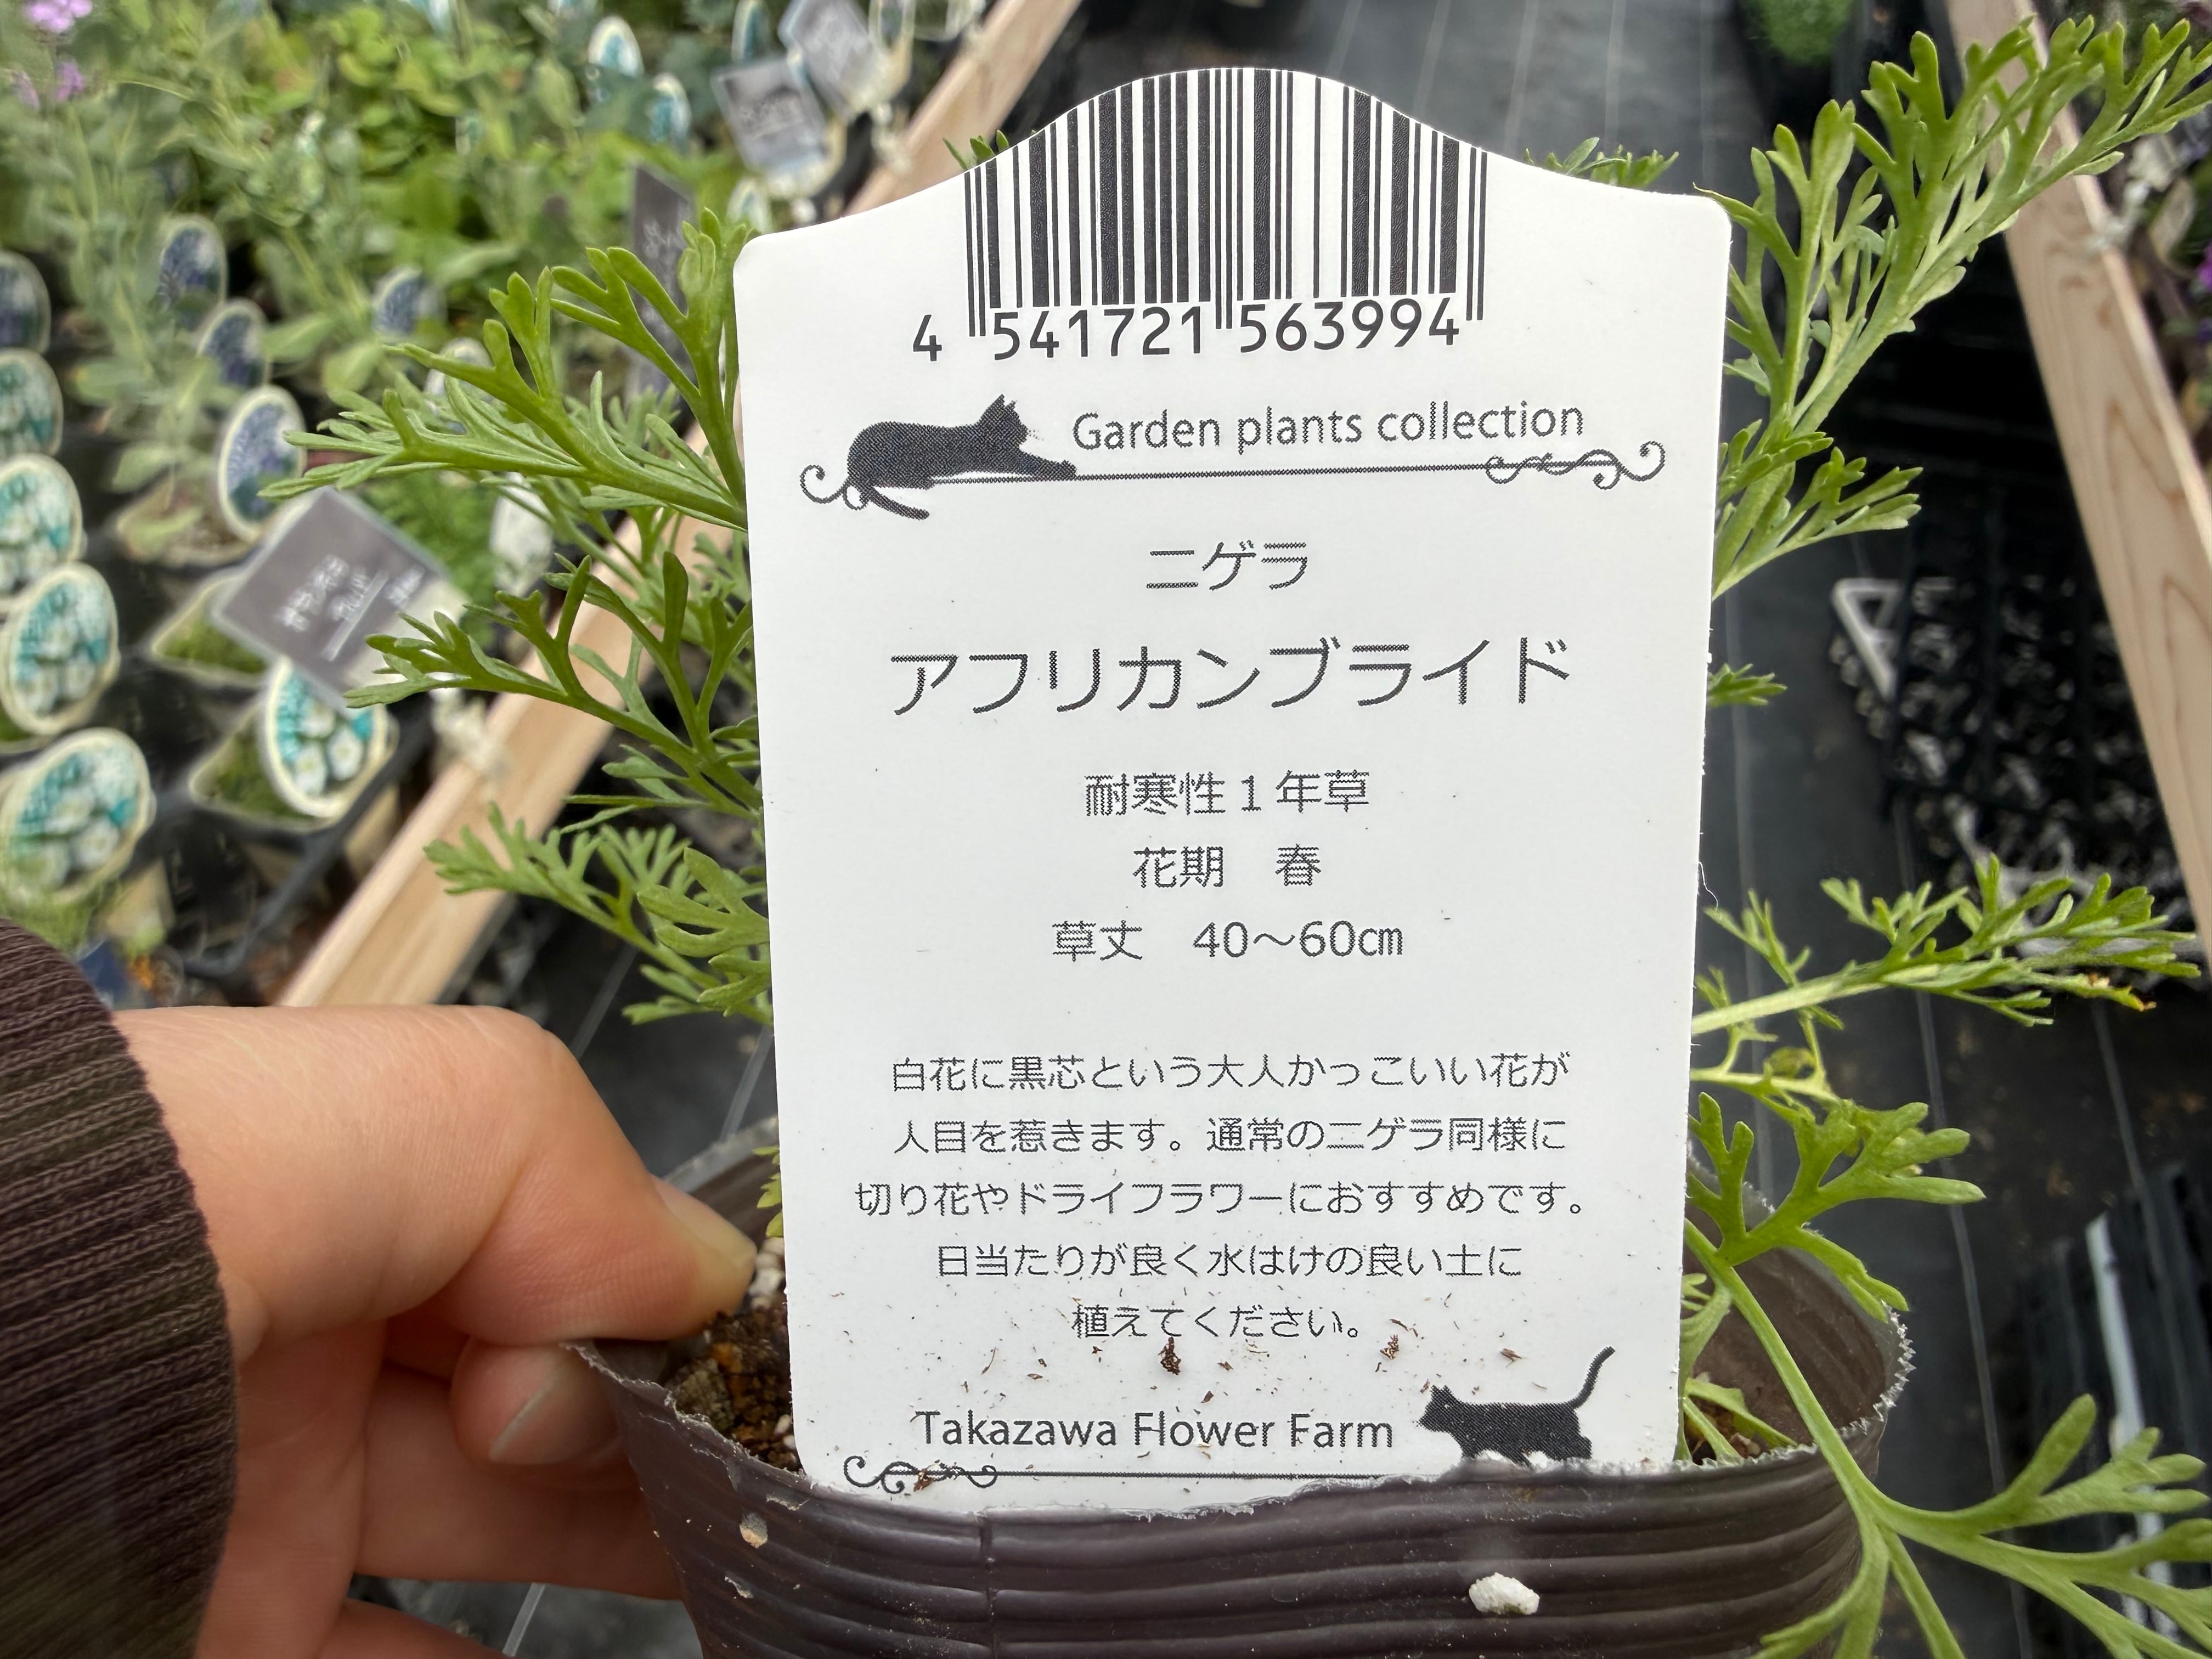 4 541721 563994
Garden plants collection
ニゲラ
アフリカンブライド
耐寒性1年草
花期　春
草丈　40～60㎝
白花に黒芯という大人かっこいい花が
人目を惹きます。通常のニゲラ同様に
切り花やドライフラワーにおすすめです。
日当たりが良く水はけの良い土に
植えてください。
Takazawa Flower Farm